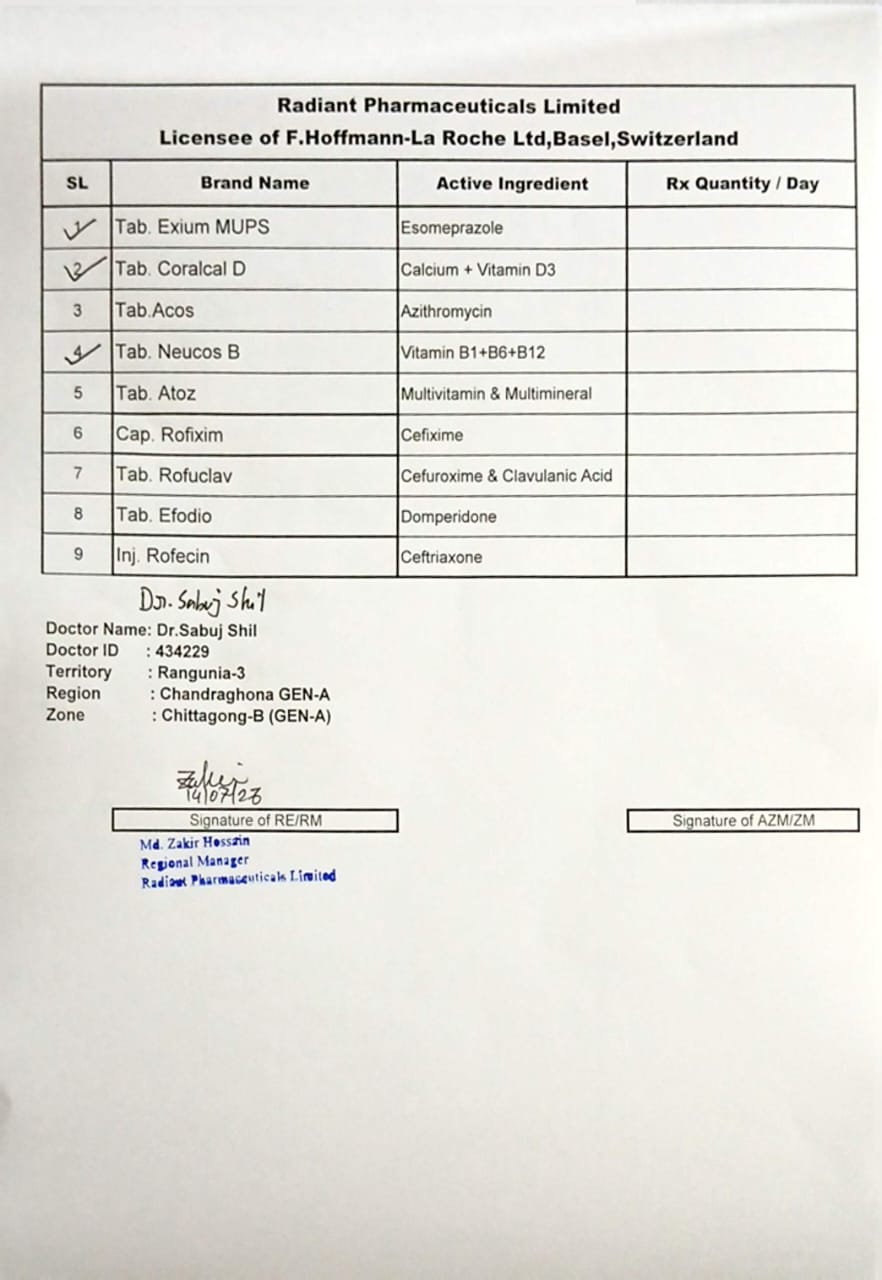 Radiant Pharmaceuticals Limited
Licensee of F.Hoffmann-La Roche Ltd,Basel,Switzerland
SL Brand Name Active Ingredient Rx Quantity / Day
1 Tab. Exium MUPS Esomeprazole
2 Tab. Coralcal D Calcium + Vitamin D3
3 Tab.Acos Azithromycin
4 Tab. Neucos B Vitamin B1+B6+B12
5 Tab. Atoz Multivitamin & Multimineral
6 Cap. Rofixim Cefixime
7 Tab. Rofuclav Cefuroxime & Clavulanic Acid
8 Tab. Efodio Domperidone
9 Inj. Rofecin Ceftriaxone
Dr. Sabuj Shil
Doctor Name: Dr.Sabuj Shil
Doctor ID : 434229
Territory : Rangunia-3
Region : Chandraghona GEN-A
Zone : Chittagong-B (GEN-A)
14/07/23
Signature of RE/RM Signature of AZM/ZM
Md. Zakir Hossain
Regional Manager
Radiant Pharmaceuticals Limited